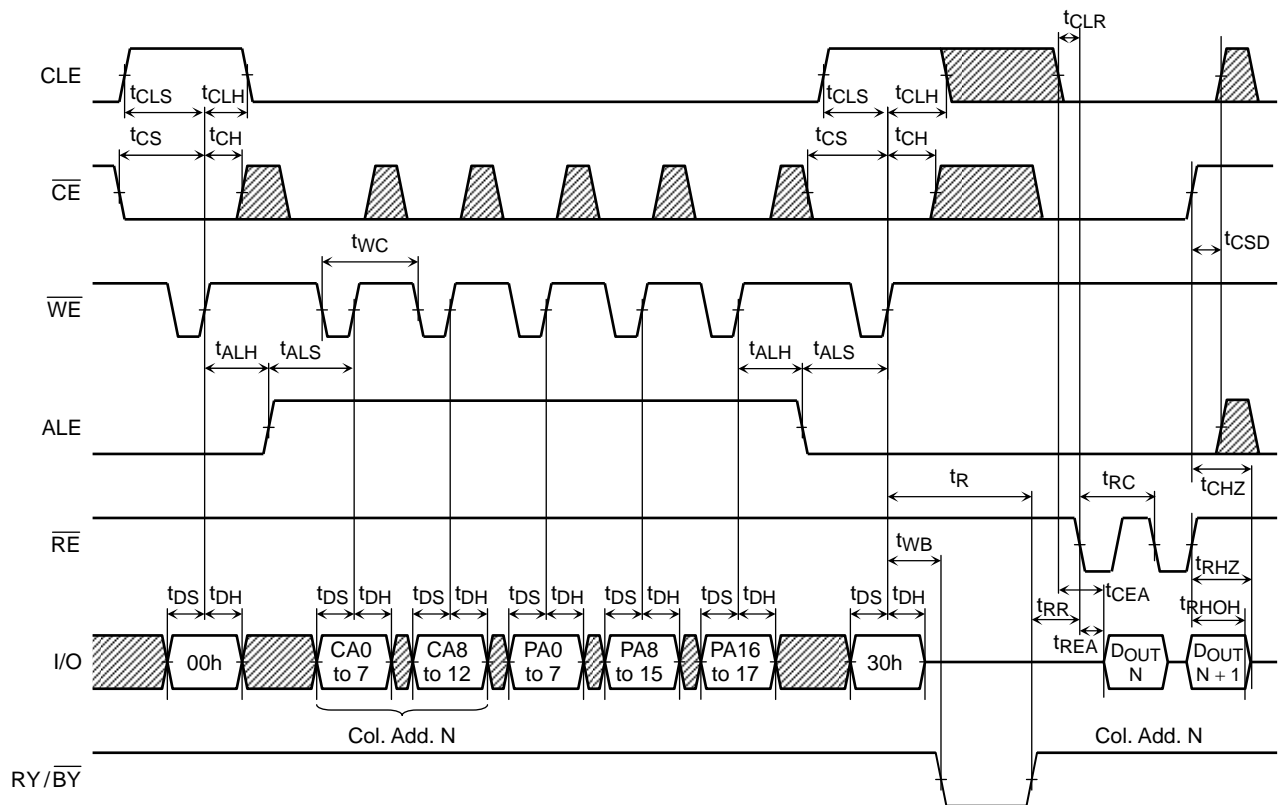 tCLR
CLE
tCLS tCLH tCLS tCLH
tCS tCH tCS tCH
CE
tWC tCSD
WE
tALH tALS tALH tALS
ALE
tR tRC tCHZ
RE
tWB tRHZ
tDS tDH tDS tDH tDS tDH tDS tDH tDS tDH tDS tDH tDS tDH tCEA
tRR tRHOH
tREA
I/O 00h CA0 to 7 CA8 to 12 PA0 to 7 PA8 to 15 PA16 to 17 30h DOUT N DOUT N + 1
Col. Add. N Col. Add. N
RY/BY